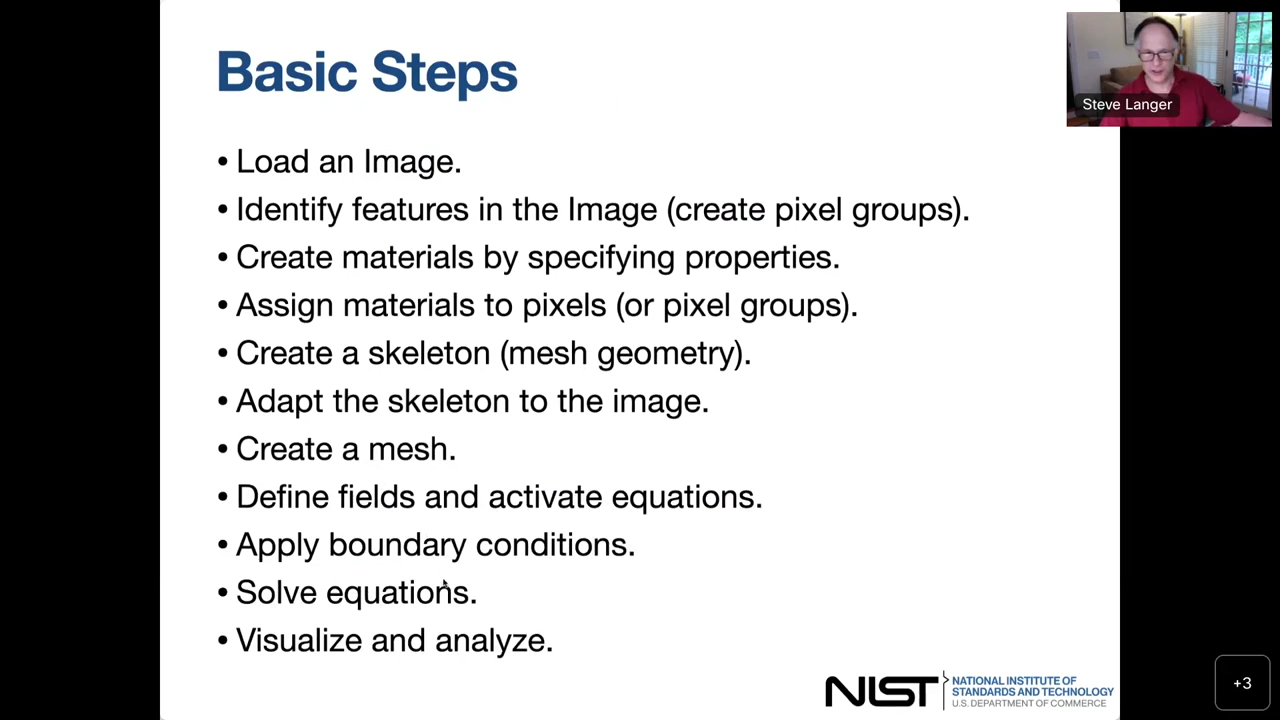 Basic Steps
Steve Langer
• Load an Image.
• Identify features in the Image (create pixel groups).
• Create materials by specifying properties.
• Assign materials to pixels (or pixel groups).
• Create a skeleton (mesh geometry).
• Adapt the skeleton to the image.
• Create a mesh.
• Define fields and activate equations.
• Apply boundary conditions.
• Solve equations.
• Visualize and analyze.
NIST
NATIONAL INSTITUTE OF
STANDARDS AND TECHNOLOGY
U.S. DEPARTMENT OF COMMERCE
+3